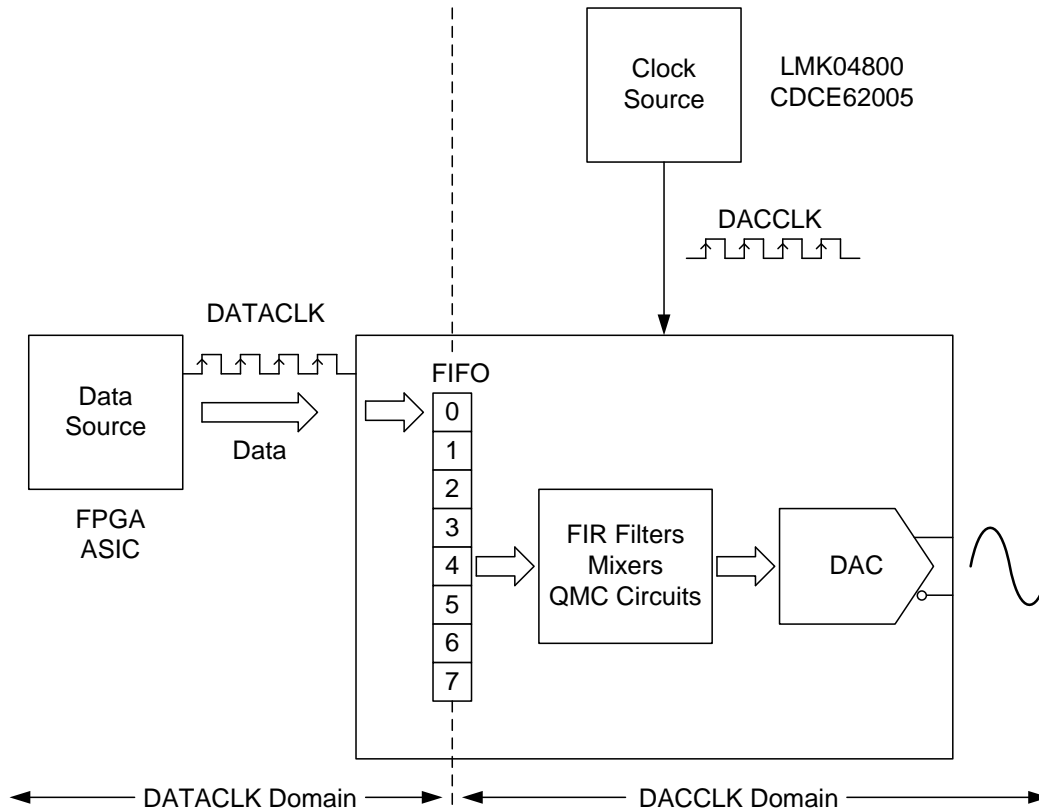 Clock
Source
LMK04800
CDCE62005
DACCLK
DATACLK
Data
Source
Data
FPGA
ASIC
FIFO
0
1
2
3
4
5
6
7
FIR Filters
Mixers
QMC Circuits
DAC
DATACLK Domain
DACCLK Domain